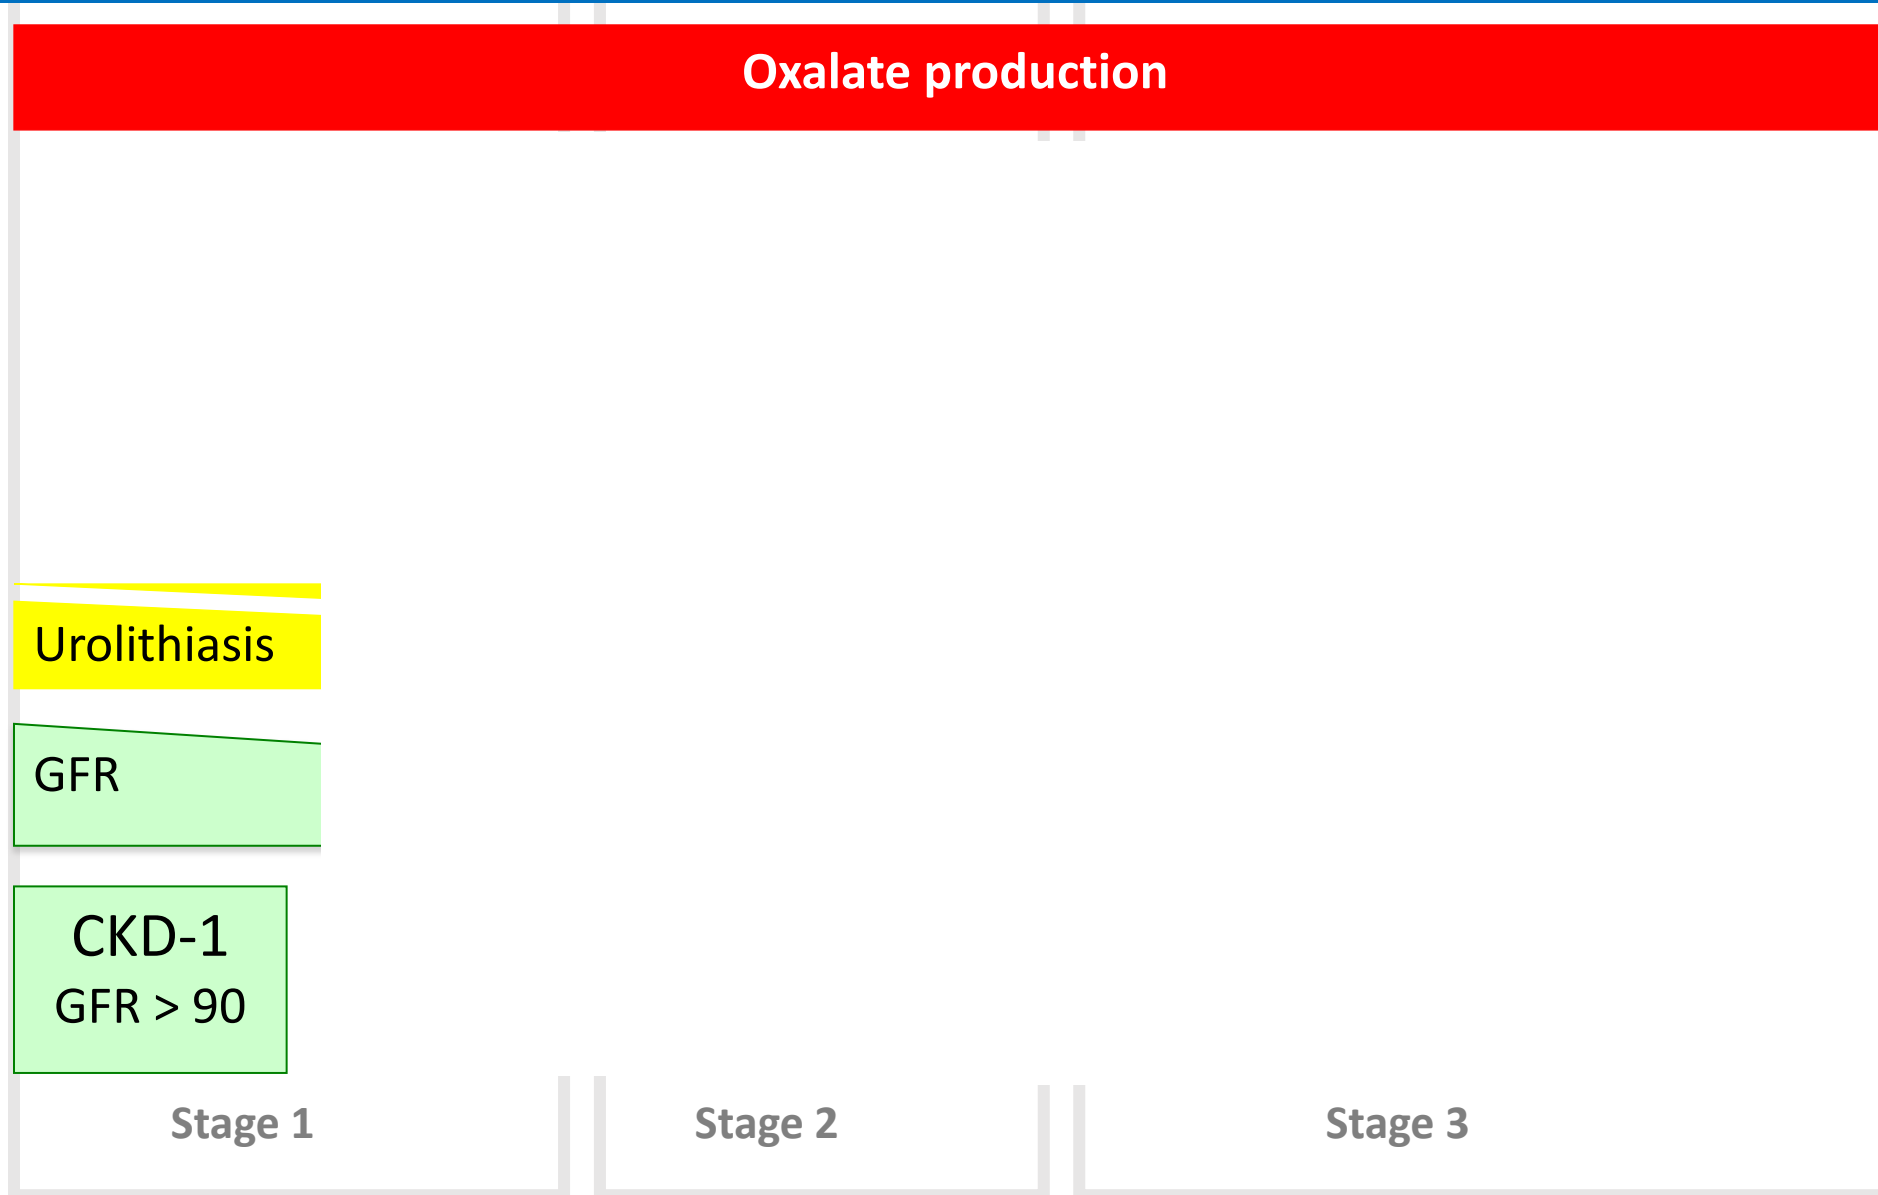 Oxalate production
Urolithiasis
GFR
CKD-1
GFR > 90
Stage 1
Stage 2
Stage 3